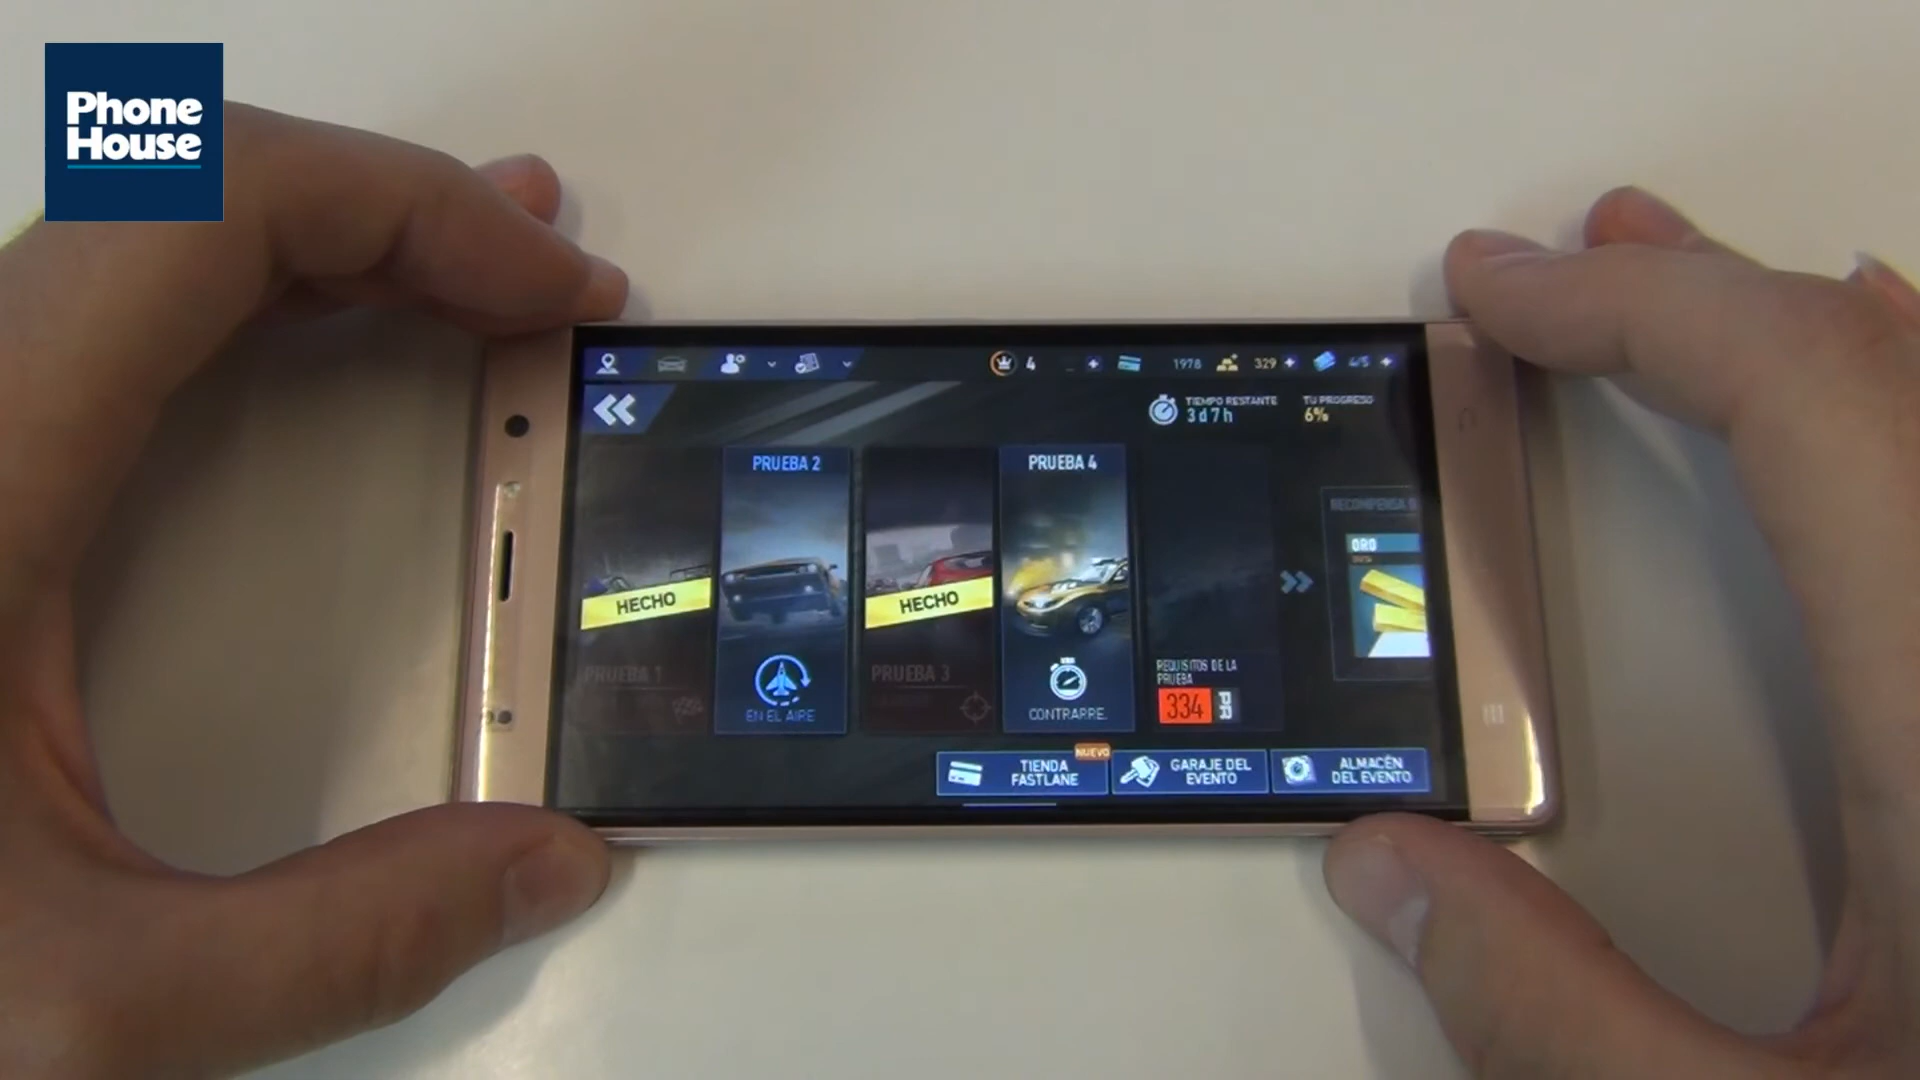 Phone
House
4
1978
329
4/5
TIEMPO RESTANTE
3d7h
TU PROGRESO
6%
PRUEBA 2
PRUEBA 4
HECHO
HECHO
ORO
PRUEBA 1
EN EL AIRE
PRUEBA 3
CONTRARRE.
REQUISITOS DE LA
PRUEBA
334
PR
NUEVO
TIENDA
FASTLANE
GARAJE DEL
EVENTO
ALMACÉN
DEL EVENTO